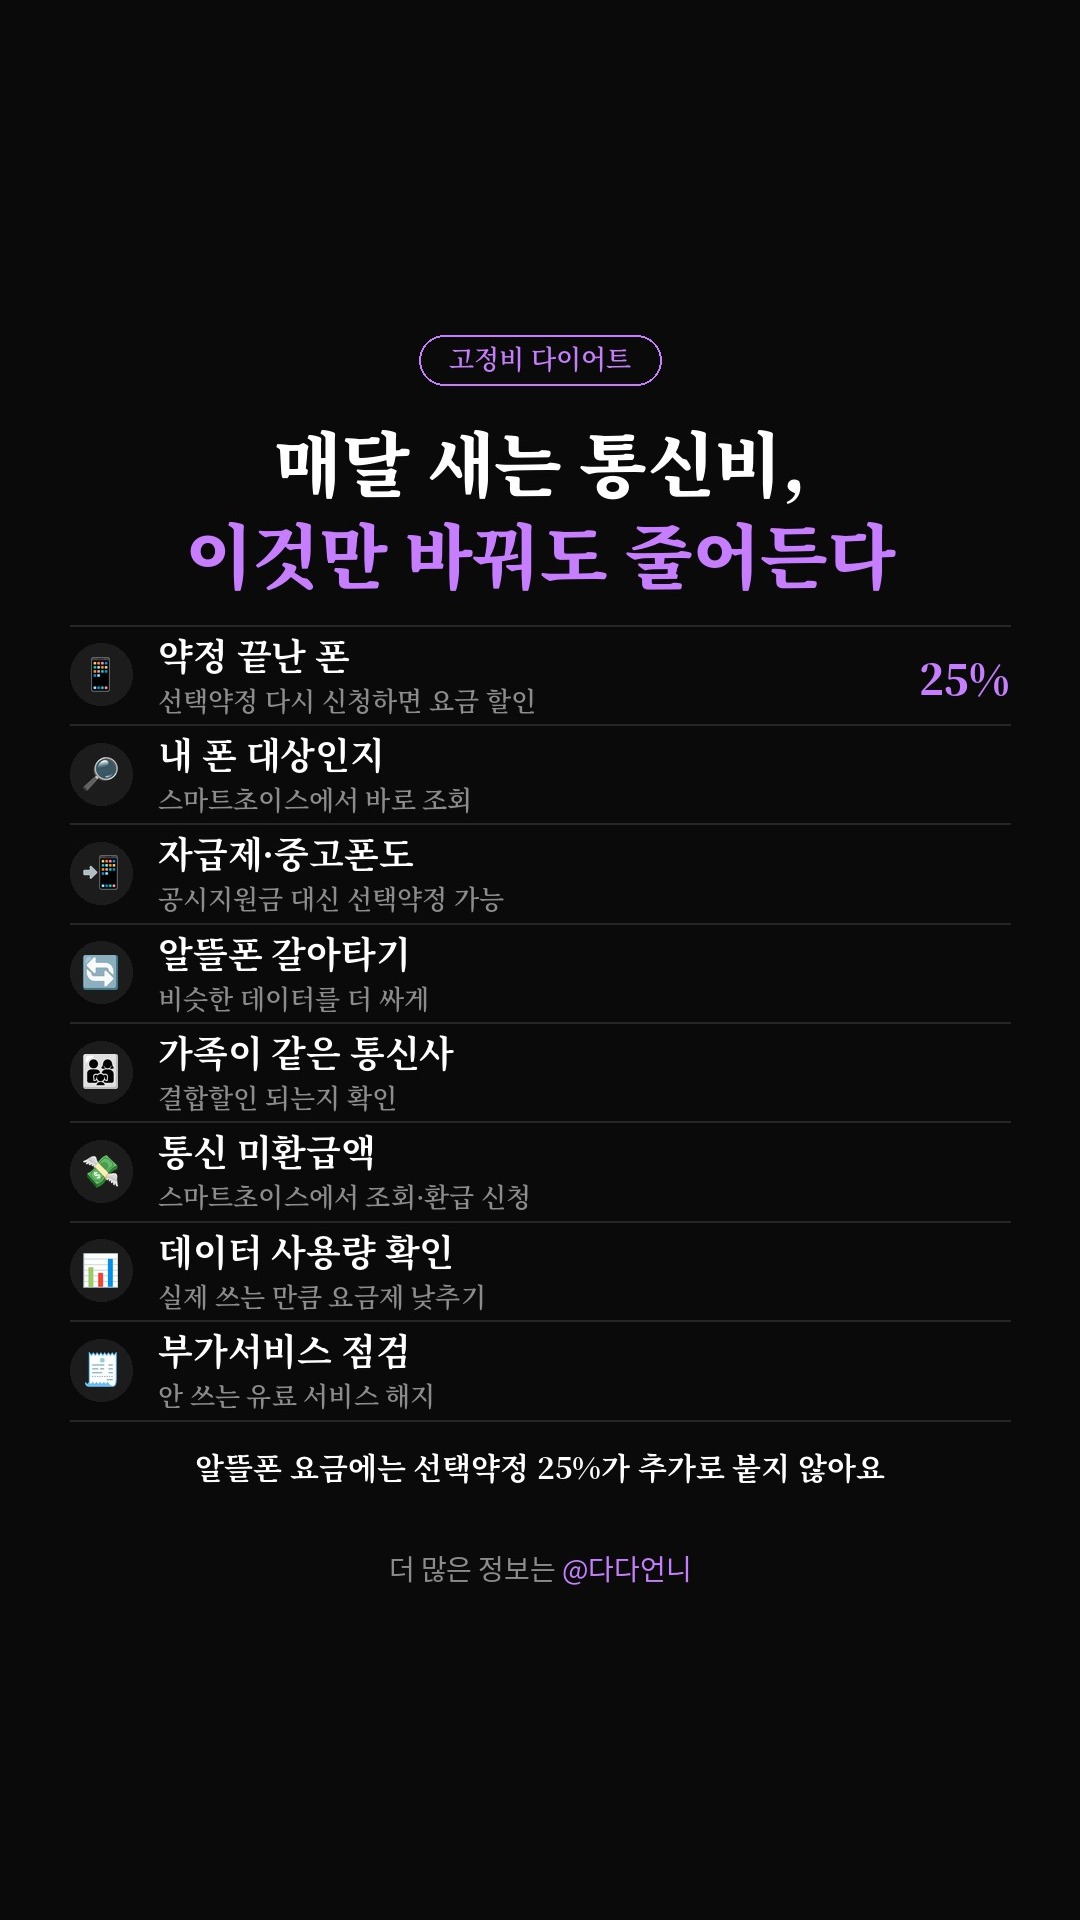 고정비 다이어트
매달 새는 통신비,
이것만 바꿔도 줄어든다
약정 끝난 폰
선택약정 다시 신청하면 요금 할인
25%
내 폰 대상인지
스마트초이스에서 바로 조회
자급제·중고폰도
공시지원금 대신 선택약정 가능
알뜰폰 갈아타기
비슷한 데이터를 더 싸게
가족이 같은 통신사
결합할인 되는지 확인
통신 미환급액
스마트초이스에서 조회·환급 신청
데이터 사용량 확인
실제 쓰는 만큼 요금제 낮추기
부가서비스 점검
안 쓰는 유료 서비스 해지
알뜰폰 요금에는 선택약정 25%가 추가로 붙지 않아요
더 많은 정보는 @다다언니